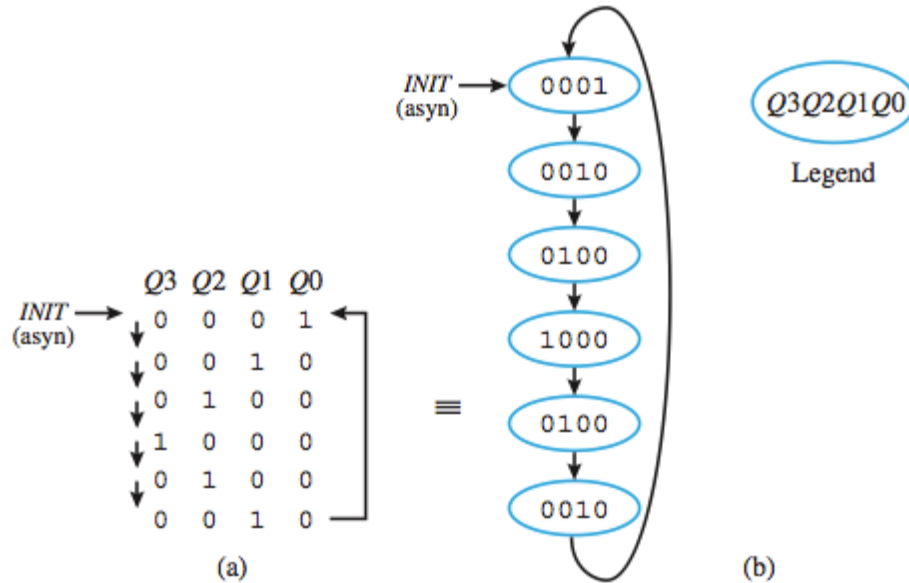 INIT
(asyn)
0001
0010
0100
1000
0100
0010
Q3Q2Q1Q0
Legend
Q3 Q2 Q1 Q0
INIT
(asyn)
0 0 0 1
0 0 1 0
0 1 0 0
1 0 0 0
0 1 0 0
0 0 1 0
≡
(a)
(b)